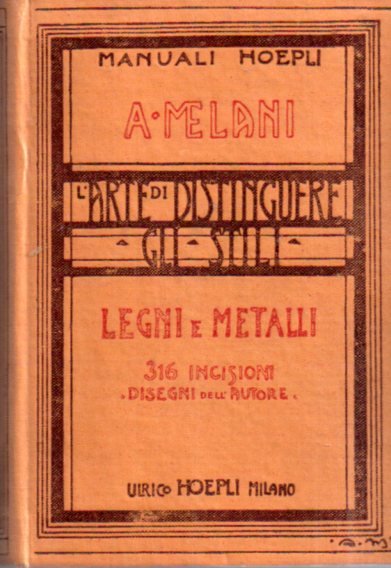 MANUALI HOEPLI
A·MELANI
L'ARTE DI DISTINGUERE
GLI STILI
LEGNI E METALLI
316 INCISIONI
·DISEGNI DELL'AUTORE·
ULRICO HOEPLI MILANO
·A.M